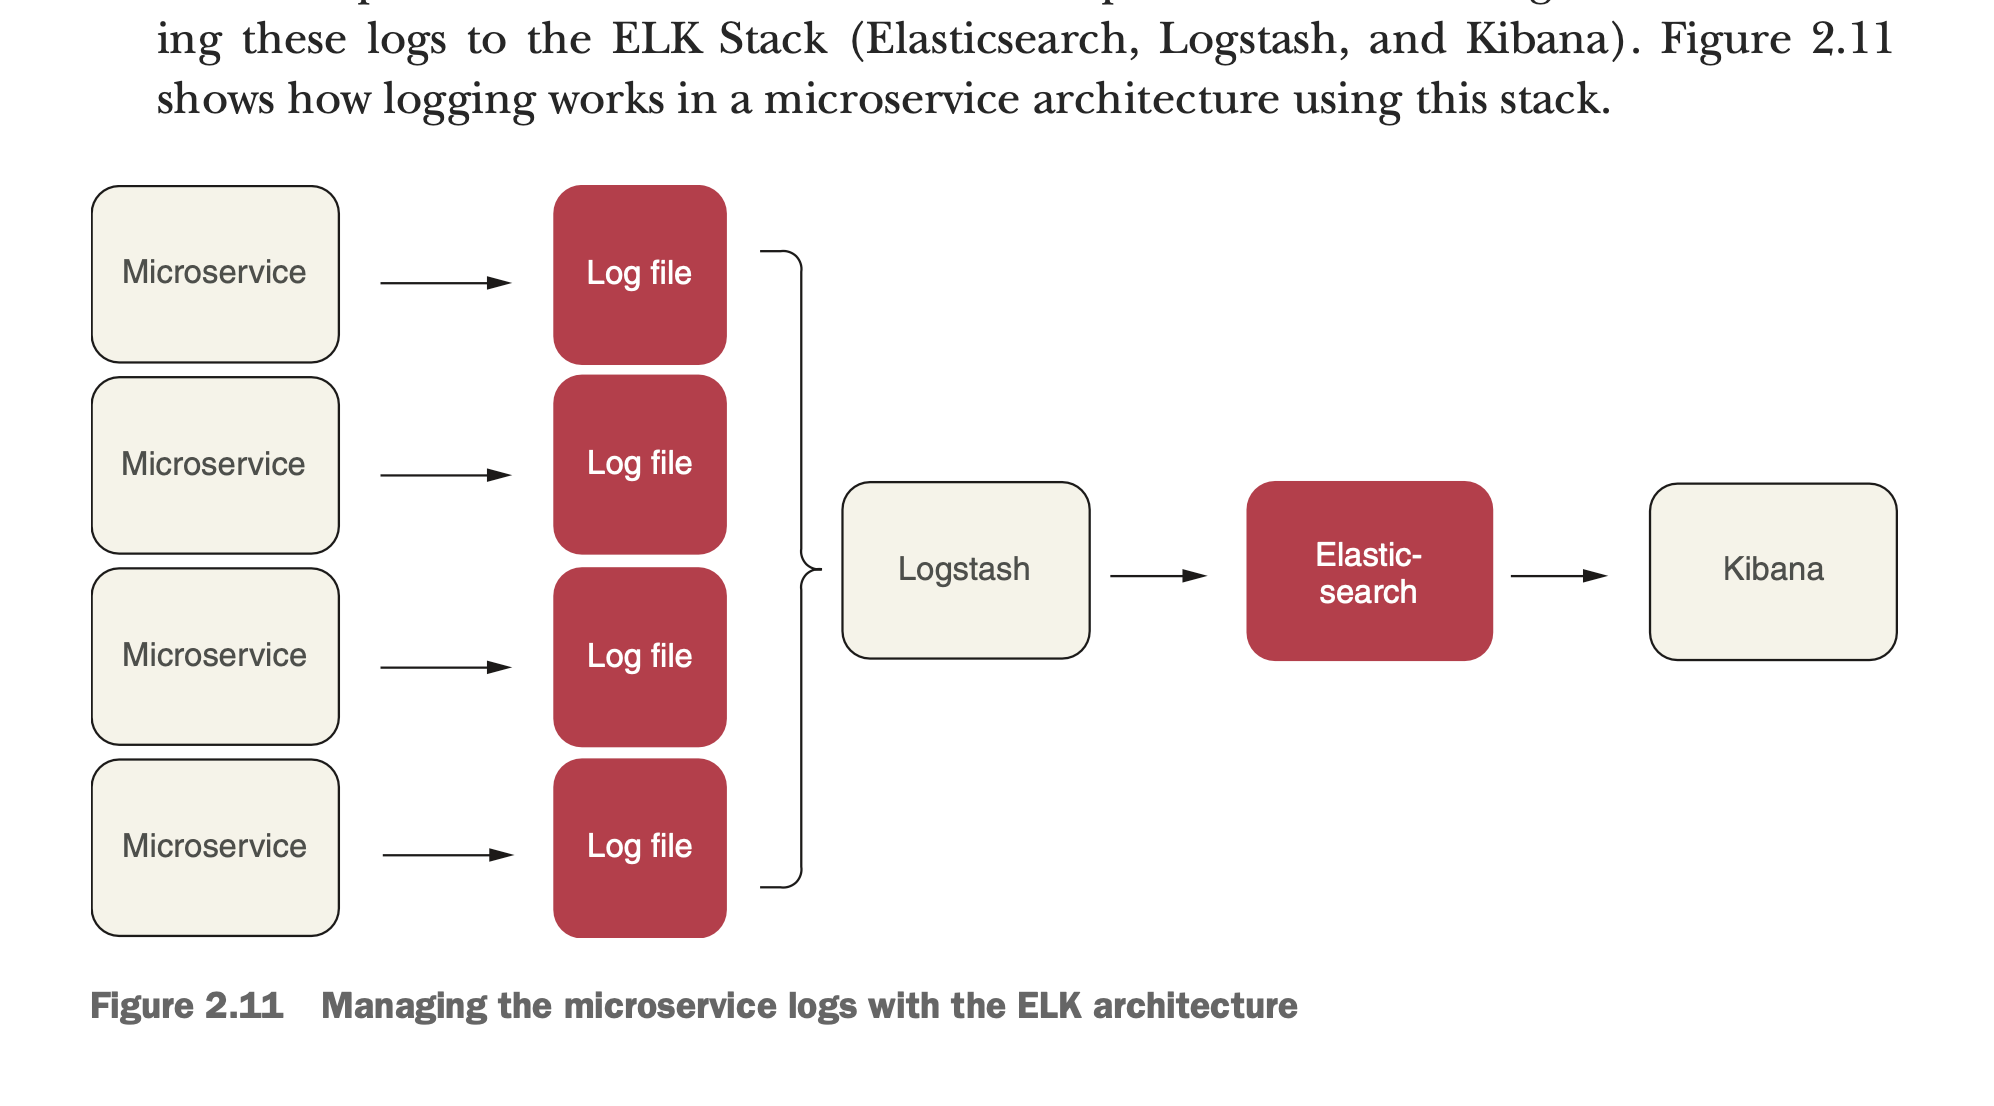 ing these logs to the ELK Stack (Elasticsearch, Logstash, and Kibana). Figure 2.11
shows how logging works in a microservice architecture using this stack.
Microservice
Log file
Microservice
Log file
Microservice
Log file
Microservice
Log file
Logstash
Elastic-
search
Kibana
Figure 2.11 Managing the microservice logs with the ELK architecture